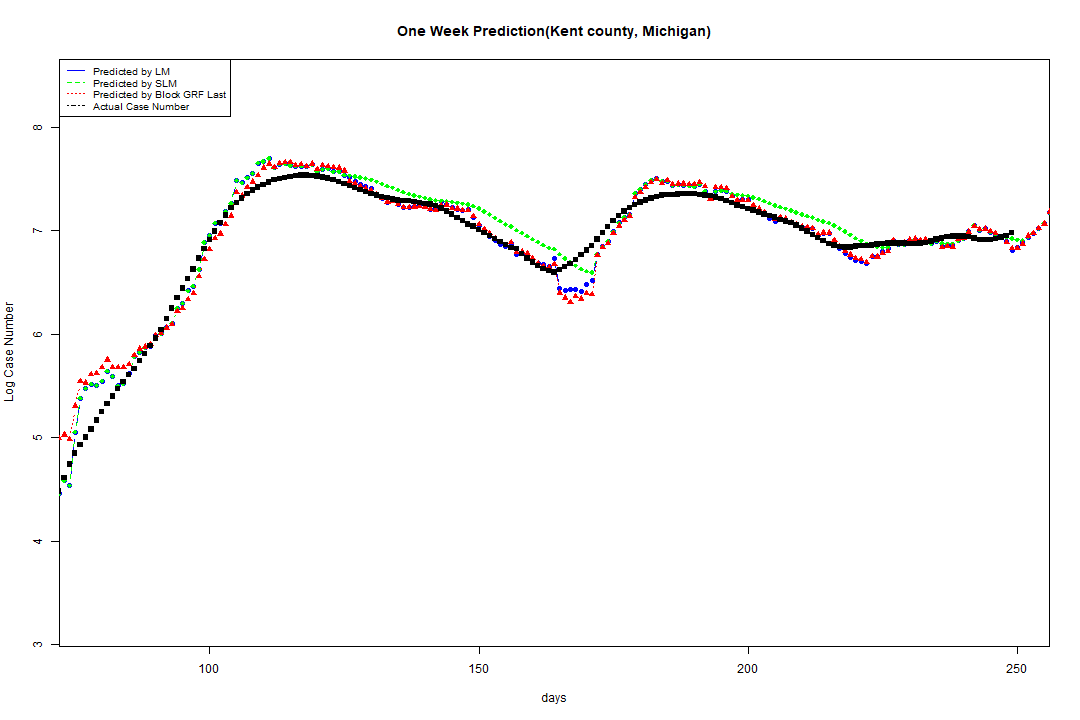 One Week Prediction(Kent county, Michigan)
Predicted by LM
Predicted by SLM
Predicted by Block GRF Last
Actual Case Number
8
7
6
5
4
3
Log Case Number
100
150
200
250
days